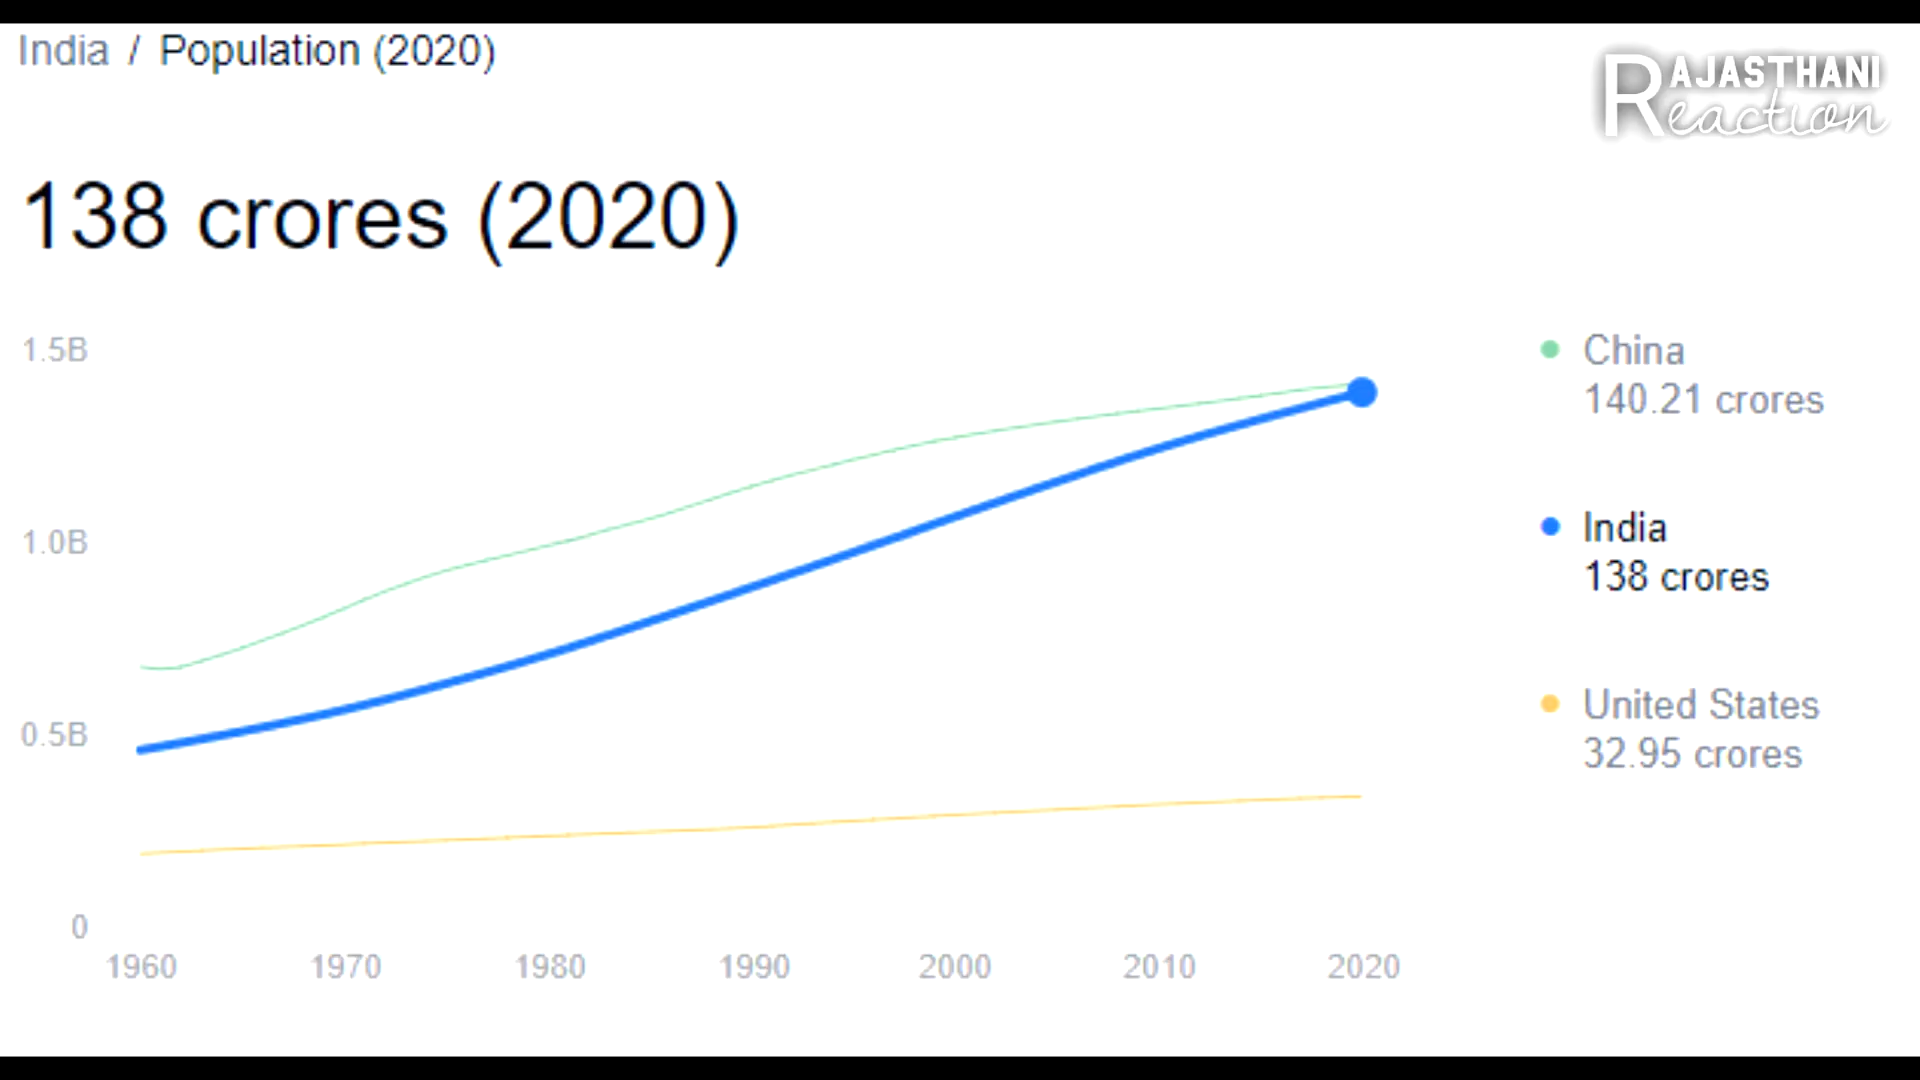 India / Population (2020)
RAJASTHANI
Reaction
138 crores (2020)
1.5B
1.0B
0.5B
0
1960 1970 1980 1990 2000 2010 2020
China
140.21 crores
India
138 crores
United States
32.95 crores